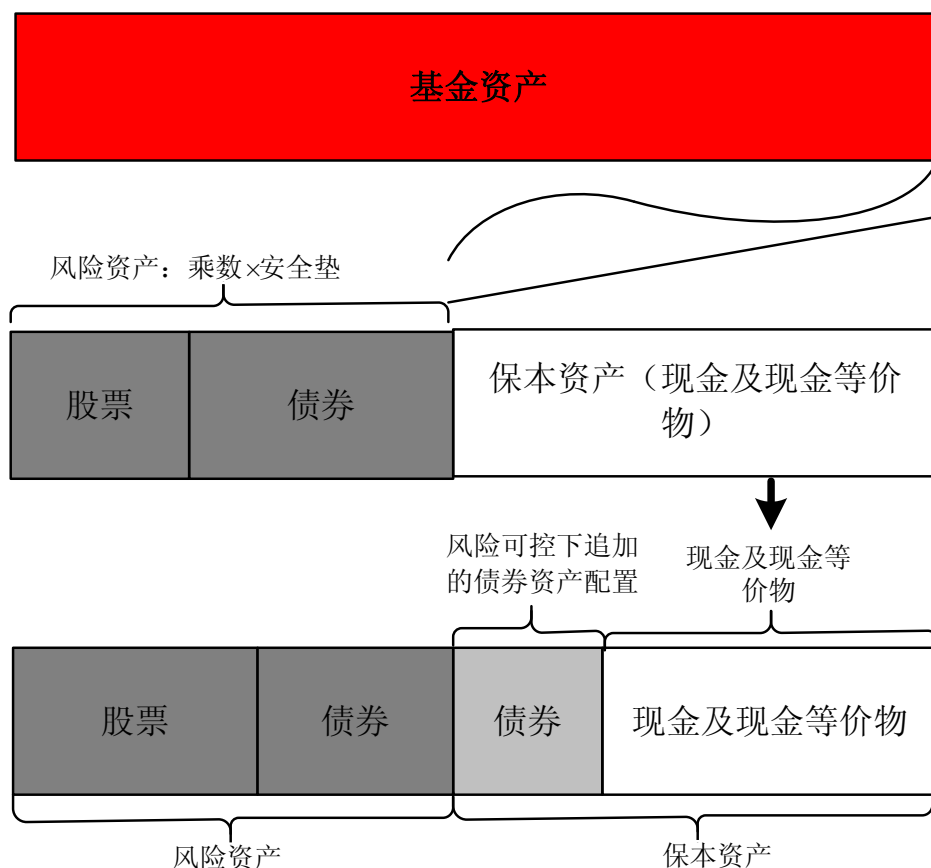 基金资产
风险资产：乘数×安全垫
股票
债券
保本资产（现金及现金等价
物）
风险可控下追加
的债券资产配置
现金及现金等
价物
股票
债券
债券
现金及现金等价物
风险资产
保本资产